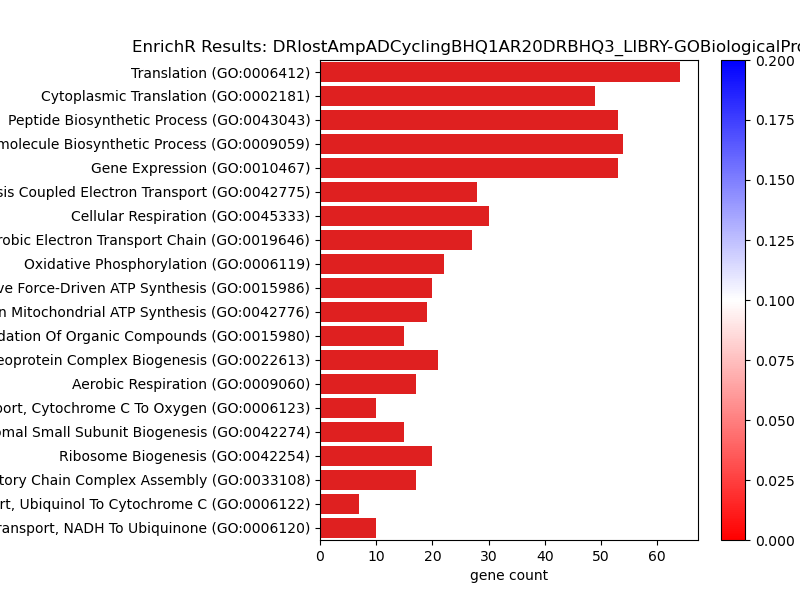 EnrichR Results: DRlostAmpADCyclingBHQ1AR20DRBHQ3_LIBRY-GOBiologicalPro
Translation (GO:0006412)
Cytoplasmic Translation (GO:0002181)
Peptide Biosynthetic Process (GO:0043043)
molecule Biosynthetic Process (GO:0009059)
Gene Expression (GO:0010467)
sis Coupled Electron Transport (GO:0042775)
Cellular Respiration (GO:0045333)
robic Electron Transport Chain (GO:0019646)
Oxidative Phosphorylation (GO:0006119)
ve Force-Driven ATP Synthesis (GO:0015986)
n Mitochondrial ATP Synthesis (GO:0042776)
dation Of Organic Compounds (GO:0015980)
eoprotein Complex Biogenesis (GO:0022613)
Aerobic Respiration (GO:0009060)
port, Cytochrome C To Oxygen (GO:0006123)
omal Small Subunit Biogenesis (GO:0042274)
Ribosome Biogenesis (GO:0042254)
tory Chain Complex Assembly (GO:0033108)
rt, Ubiquinol To Cytochrome C (GO:0006122)
ransport, NADH To Ubiquinone (GO:0006120)
0 10 20 30 40 50 60
gene count
0.200
0.175
0.150
0.125
0.100
0.075
0.050
0.025
0.000